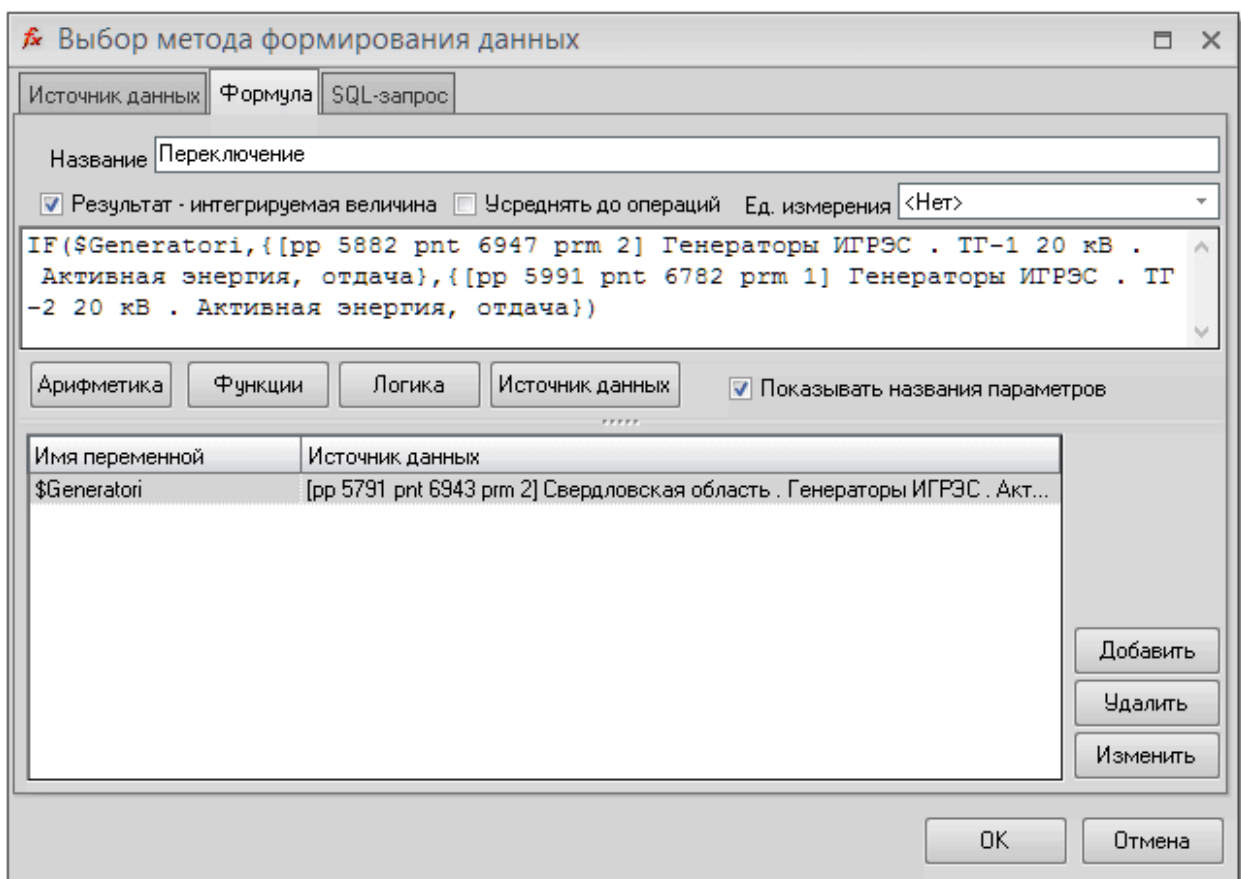 Выбор метода формирования данных
Источник данных Формула SQL-запрос
Название Переключение
Результат - интегрируемая величина Усреднять до операций Ед. измерения <Нет>
IF($Generatori,{[pp 5882 pnt 6947 prm 2] Генераторы ИГРЭС . ТГ-1 20 кВ .
Активная энергия, отдача},{[pp 5991 pnt 6782 prm 1] Генераторы ИГРЭС . ТГ
-2 20 кВ . Активная энергия, отдача})
Арифметика Функции Логика Источник данных Показывать названия параметров
Имя переменной Источник данных
$Generatori [pp 5791 pnt 6943 prm 2] Свердловская область . Генераторы ИГРЭС . Акт...
Добавить
Удалить
Изменить
OK Отмена